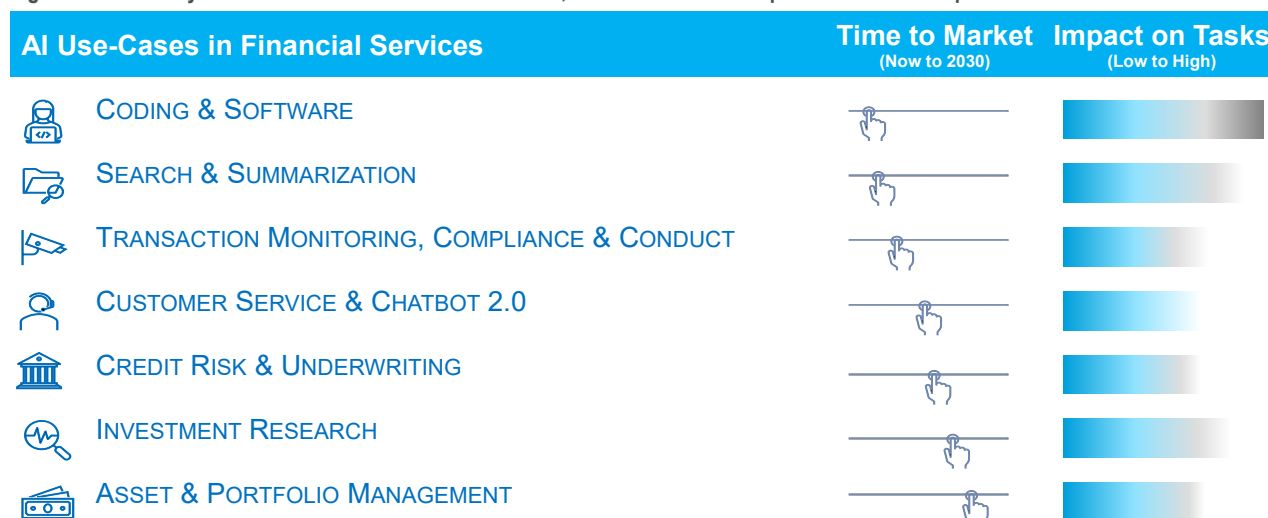 AI Use-Cases in Financial Services
Time to Market Impact on Tasks
(Now to 2030) (Low to High)
CODING & SOFTWARE
SEARCH & SUMMARIZATION
TRANSACTION MONITORING, COMPLIANCE & CONDUCT
CUSTOMER SERVICE & CHATBOT 2.0
CREDIT RISK & UNDERWRITING
INVESTMENT RESEARCH
ASSET & PORTFOLIO MANAGEMENT